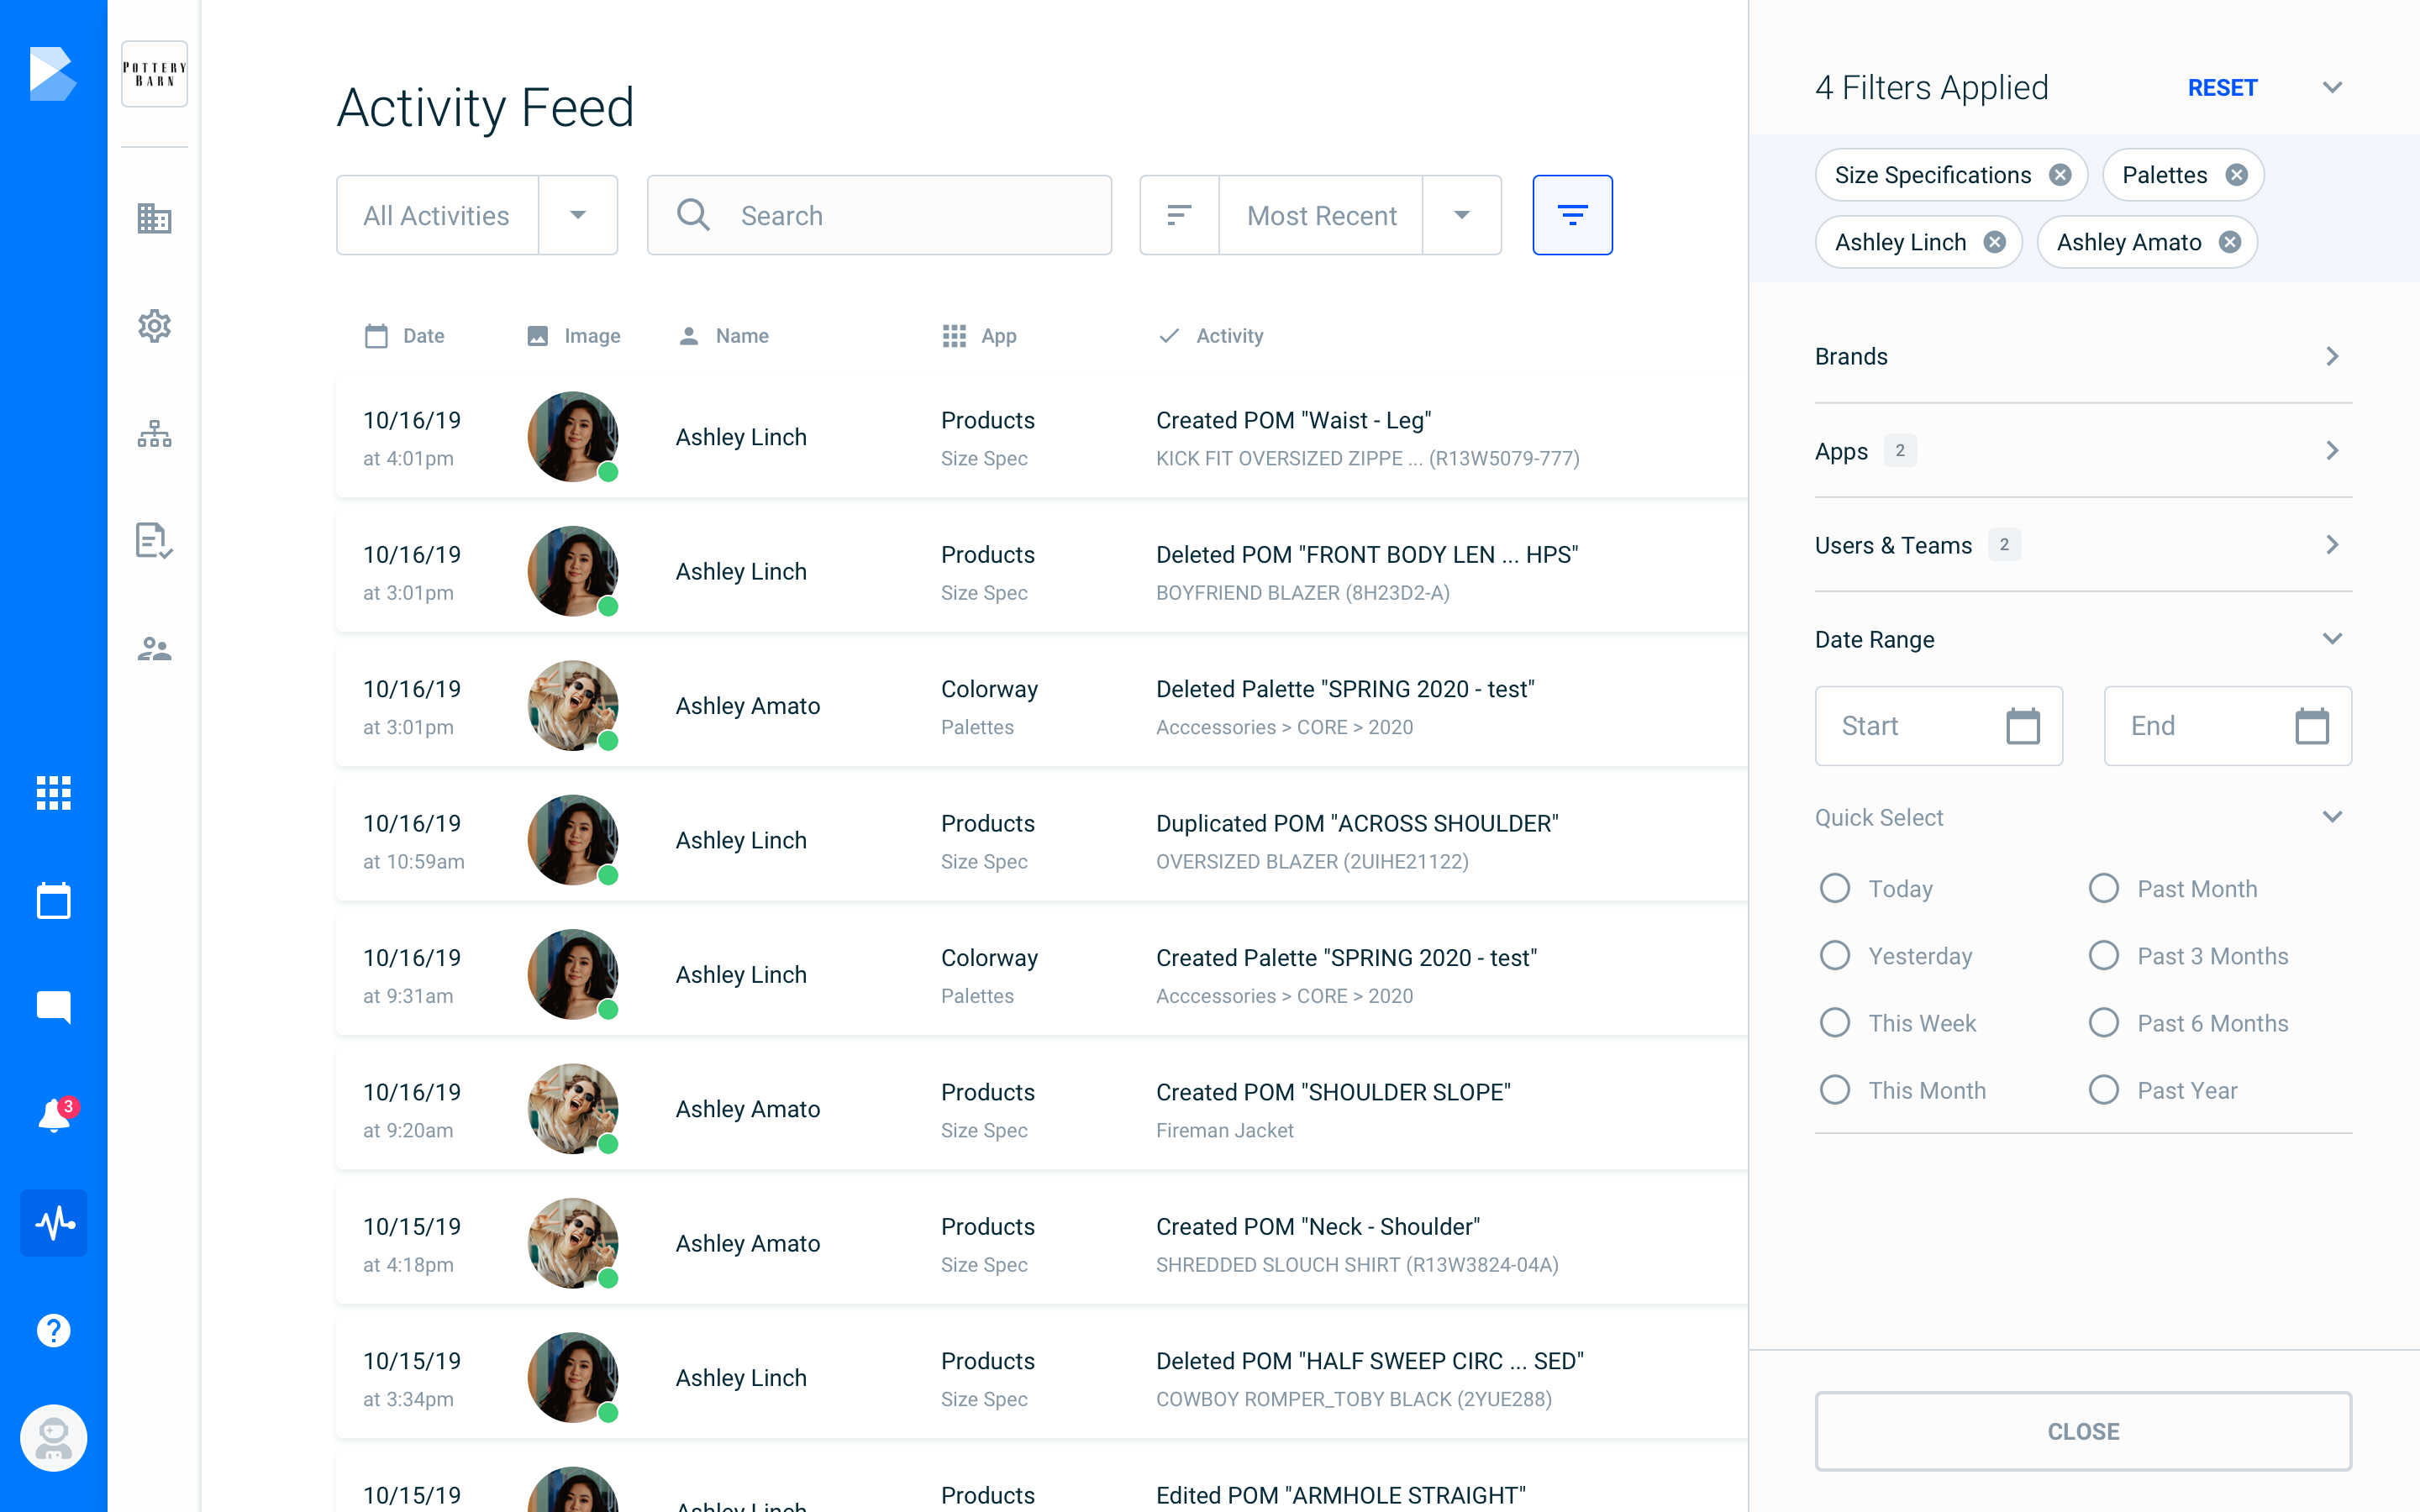 POTTERY
BARN
3
Activity Feed
All Activities
Search
Most Recent
Date
Image
Name
App
Activity
10/16/19
at 4:01pm
Ashley Linch
Products
Size Spec
Created POM "Waist - Leg"
KICK FIT OVERSIZED ZIPPE ... (R13W5079-777)
10/16/19
at 3:01pm
Ashley Linch
Products
Size Spec
Deleted POM "FRONT BODY LEN ... HPS"
BOYFRIEND BLAZER (8H23D2-A)
10/16/19
at 3:01pm
Ashley Amato
Colorway
Palettes
Deleted Palette "SPRING 2020 - test"
Acccessories > CORE > 2020
10/16/19
at 10:59am
Ashley Linch
Products
Size Spec
Duplicated POM "ACROSS SHOULDER"
OVERSIZED BLAZER (2UIHE21122)
10/16/19
at 9:31am
Ashley Linch
Colorway
Palettes
Created Palette "SPRING 2020 - test"
Acccessories > CORE > 2020
10/16/19
at 9:20am
Ashley Amato
Products
Size Spec
Created POM "SHOULDER SLOPE"
Fireman Jacket
10/15/19
at 4:18pm
Ashley Amato
Products
Size Spec
Created POM "Neck - Shoulder"
SHREDDED SLOUCH SHIRT (R13W3824-04A)
10/15/19
at 3:34pm
Ashley Linch
Products
Size Spec
Deleted POM "HALF SWEEP CIRC ... SED"
COWBOY ROMPER_TOBY BLACK (2YUE288)
10/15/19
Ashley Linch
Products
Edited POM "ARMHOLE STRAIGHT"
4 Filters Applied
RESET
Size Specifications
Palettes
Ashley Linch
Ashley Amato
Brands
Apps 2
Users & Teams 2
Date Range
Start
End
Quick Select
Today
Past Month
Yesterday
Past 3 Months
This Week
Past 6 Months
This Month
Past Year
CLOSE